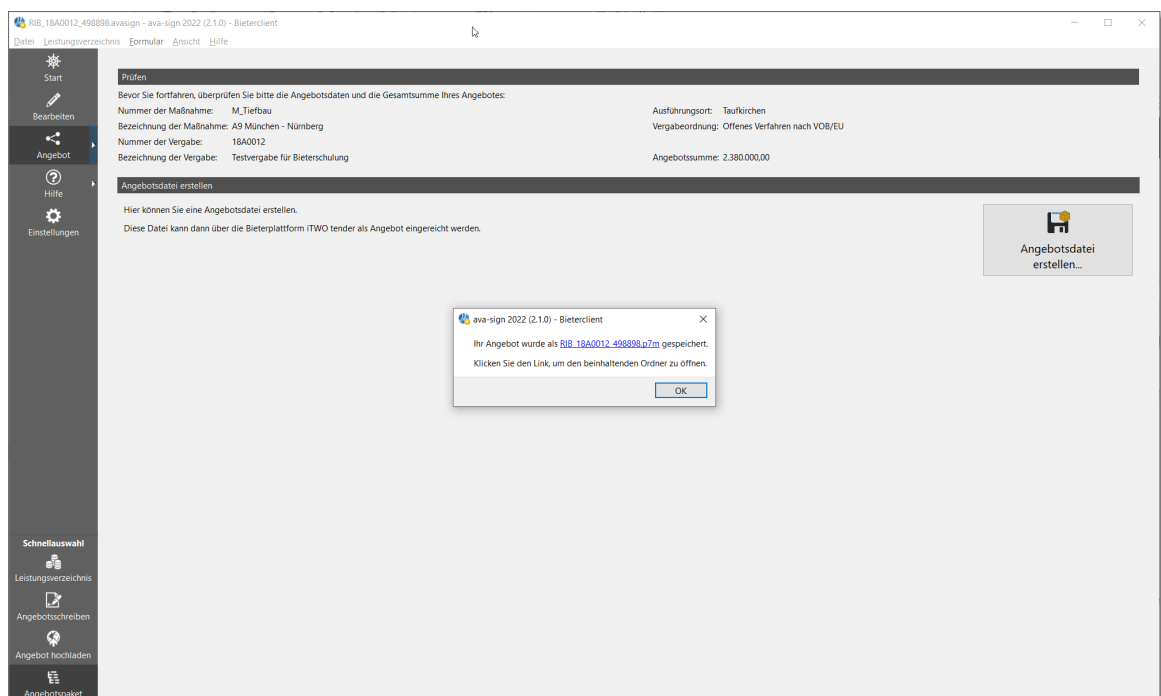 RIB_18A0012_498898.avasign - ava-sign 2022 (2.1.0) - Bieterclient
Datei Leistungsverzeichnis Formular Ansicht Hilfe
Start
Bearbeiten
Angebot
Hilfe
Einstellungen
Prüfen
Bevor Sie fortfahren, überprüfen Sie bitte die Angebotsdaten und die Gesamtsumme Ihres Angebotes:
Nummer der Maßnahme: M_Tiefbau Ausführungsort: Taufkirchen
Bezeichnung der Maßnahme: A9 München - Nürnberg Vergabeordnung: Offenes Verfahren nach VOB/EU
Nummer der Vergabe: 18A0012
Bezeichnung der Vergabe: Testvergabe für Bieterschulung Angebotssumme: 2.380.000,00
Angebotsdatei erstellen
Hier können Sie eine Angebotsdatei erstellen.
Diese Datei kann dann über die Bieterplattform iTWO tender als Angebot eingereicht werden.
Angebotsdatei
erstellen...
ava-sign 2022 (2.1.0) - Bieterclient
Ihr Angebot wurde als RIB_18A0012_498898.p7m gespeichert.
Klicken Sie den Link, um den beinhaltenden Ordner zu öffnen.
OK
Schnellauswahl
Leistungsverzeichnis
Angebotsschreiben
Angebot hochladen
Angebotspaket